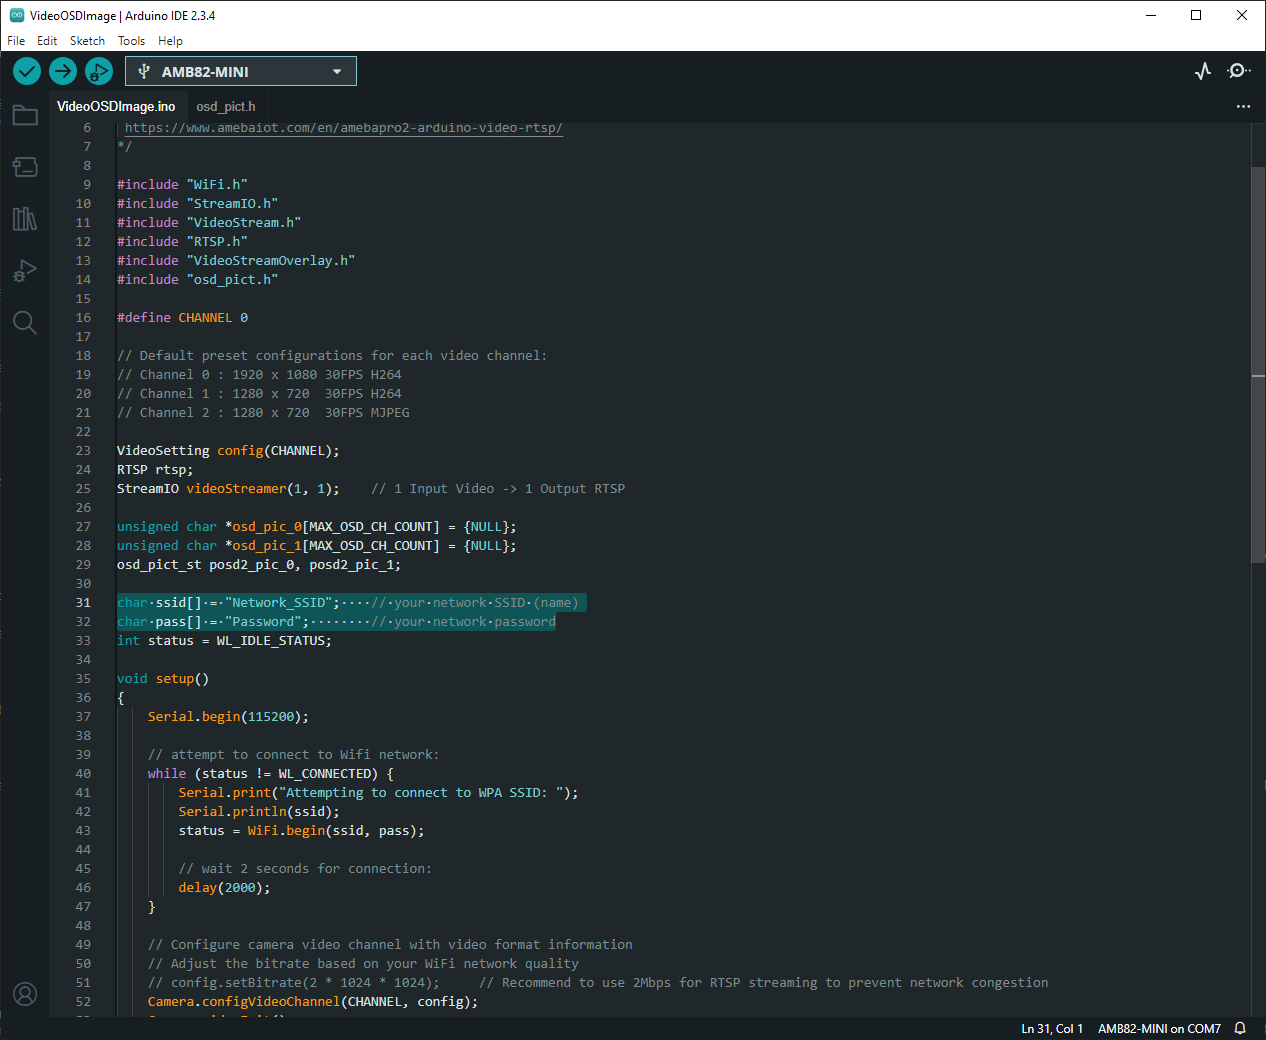 VideoOSDImage | Arduino IDE 2.3.4
File Edit Sketch Tools Help
AMB82-MINI
VideoOSDImage.ino osd_pict.h
6 https://www.amebaiot.com/en/amebapro2-arduino-video-rtsp/
7 */
8
9 #include "WiFi.h"
10 #include "StreamIO.h"
11 #include "VideoStream.h"
12 #include "RTSP.h"
13 #include "VideoStreamOverlay.h"
14 #include "osd_pict.h"
15
16 #define CHANNEL 0
17
18 // Default preset configurations for each video channel:
19 // Channel 0 : 1920 x 1080 30FPS H264
20 // Channel 1 : 1280 x 720  30FPS H264
21 // Channel 2 : 1280 x 720  30FPS MJPEG
22
23 VideoSetting config(CHANNEL);
24 RTSP rtsp;
25 StreamIO videoStreamer(1, 1);    // 1 Input Video -> 1 Output RTSP
26
27 unsigned char *osd_pic_0[MAX_OSD_CH_COUNT] = {NULL};
28 unsigned char *osd_pic_1[MAX_OSD_CH_COUNT] = {NULL};
29 osd_pict_st posd2_pic_0, posd2_pic_1;
30
31 char ssid[] = "Network_SSID";    // your network SSID (name)
32 char pass[] = "Password";        // your network password
33 int status = WL_IDLE_STATUS;
34
35 void setup()
36 {
37     Serial.begin(115200);
38
39     // attempt to connect to Wifi network:
40     while (status != WL_CONNECTED) {
41         Serial.print("Attempting to connect to WPA SSID: ");
42         Serial.println(ssid);
43         status = WiFi.begin(ssid, pass);
44
45         // wait 2 seconds for connection:
46         delay(2000);
47     }
48
49     // Configure camera video channel with video format information
50     // Adjust the bitrate based on your WiFi network quality
51     // config.setBitrate(2 * 1024 * 1024);     // Recommend to use 2Mbps for RTSP streaming to prevent network congestion
52     Camera.configVideoChannel(CHANNEL, config);
Ln 31, Col 1 AMB82-MINI on COM7